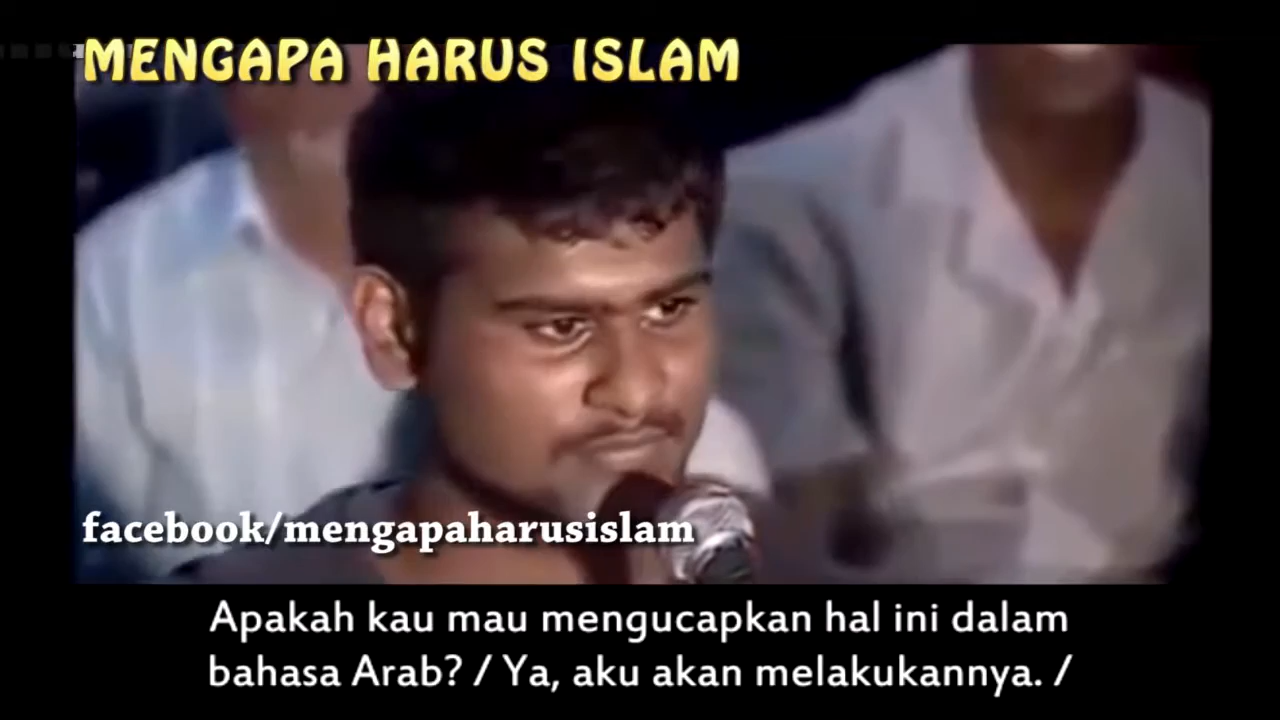 MENGAPA HARUS ISLAM
facebook/mengapaharusislam
Apakah kau mau mengucapkan hal ini dalam
bahasa Arab? / Ya, aku akan melakukannya. /